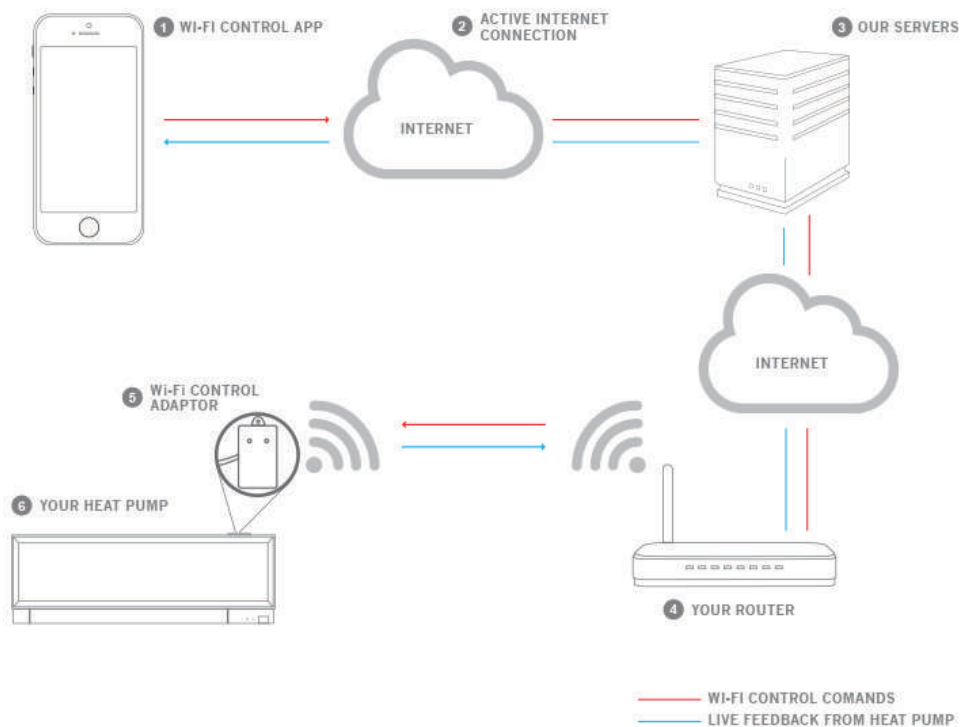 1 WI-FI CONTROL APP
2 ACTIVE INTERNET
CONNECTION
3 OUR SERVERS
INTERNET
INTERNET
5 Wi-Fi CONTROL
ADAPTOR
6 YOUR HEAT PUMP
4 YOUR ROUTER
WI-FI CONTROL COMANDS
LIVE FEEDBACK FROM HEAT PUMP